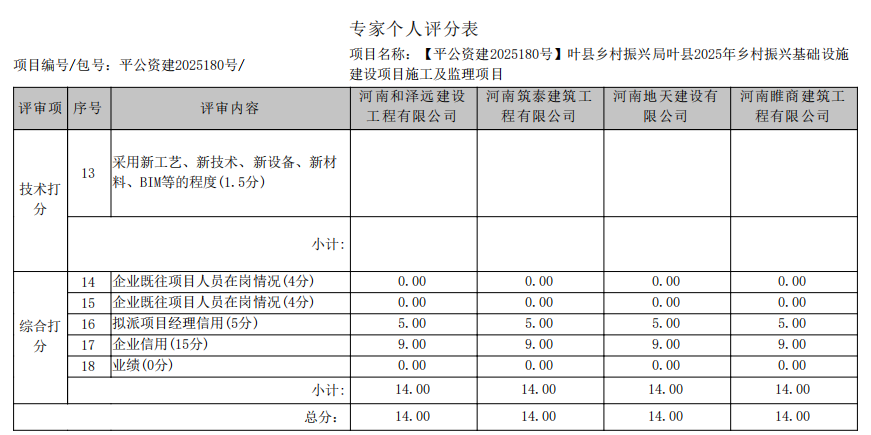 专家个人评分表
项目编号/包号: 平公资建2025180号/
项目名称: 【平公资建2025180号】叶县乡村振兴局叶县2025年乡村振兴基础设施
建设项目施工及监理项目
评审项 序号 评审内容 河南和泽远建设工程有限公司 河南筑泰建筑工程有限公司 河南地天建设有限公司 河南睢商建筑工程有限公司
技术打分
13 采用新工艺、新技术、新设备、新材料、BIM等的程度(1.5分)
小计:
综合打分
14 企业既往项目人员在岗情况(4分) 0.00 0.00 0.00 0.00
15 企业既往项目人员在岗情况(4分) 0.00 0.00 0.00 0.00
16 拟派项目经理信用(5分) 5.00 5.00 5.00 5.00
17 企业信用(15分) 9.00 9.00 9.00 9.00
18 业绩(0分) 0.00 0.00 0.00 0.00
小计: 14.00 14.00 14.00 14.00
总分: 14.00 14.00 14.00 14.00